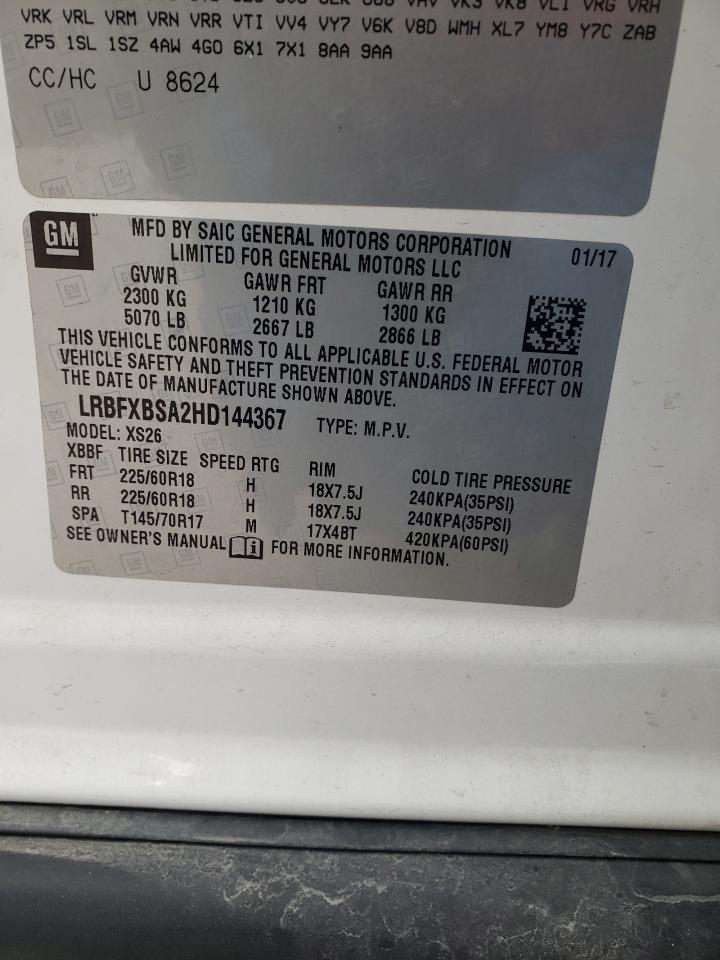 VRK VRL VRM VRN VRR VTI VV4 VY7 V6K V8D WMH XL7 YM8 Y7C ZAB
ZP5 1SL 1SZ 4AW 4G0 6X1 7X1 8AA 9AA
CC/HC U 8624
GM
MFD BY SAIC GENERAL MOTORS CORPORATION
LIMITED FOR GENERAL MOTORS LLC
01/17
GVWR GAWR FRT GAWR RR
2300 KG 1210 KG 1300 KG
5070 LB 2667 LB 2866 LB
THIS VEHICLE CONFORMS TO ALL APPLICABLE U.S. FEDERAL MOTOR
VEHICLE SAFETY AND THEFT PREVENTION STANDARDS IN EFFECT ON
THE DATE OF MANUFACTURE SHOWN ABOVE.
LRBFXBSA2HD144367 TYPE: M.P.V.
MODEL: XS26
XBBF TIRE SIZE SPEED RTG RIM COLD TIRE PRESSURE
FRT 225/60R18 H 18X7.5J 240KPA(35PSI)
RR 225/60R18 H 18X7.5J 240KPA(35PSI)
SPA T145/70R17 M 17X4BT 420KPA(60PSI)
SEE OWNER'S MANUAL FOR MORE INFORMATION.